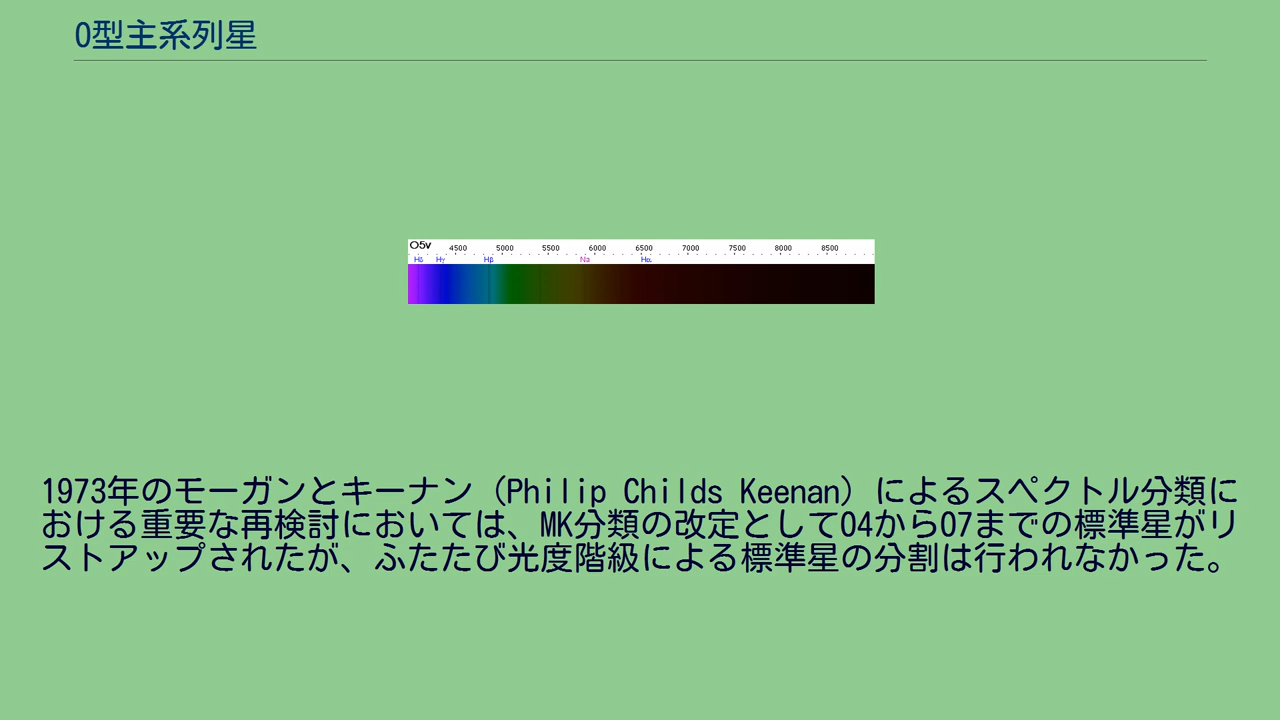 O型主系列星
O5v
4500 5000 5500 6000 6500 7000 7500 8000 8500
Hδ Hγ Hβ Na Hα
1973年のモーガンとキーナン（Philip Childs Keenan）によるスペクトル分類に
おける重要な再検討においては、MK分類の改定としてO4からO7までの標準星がリ
ストアップされたが、ふたたび光度階級による標準星の分割は行われなかった。